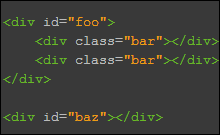 <div id="foo">
    <div class="bar"></div>
    <div class="bar"></div>
</div>

<div id="baz"></div>